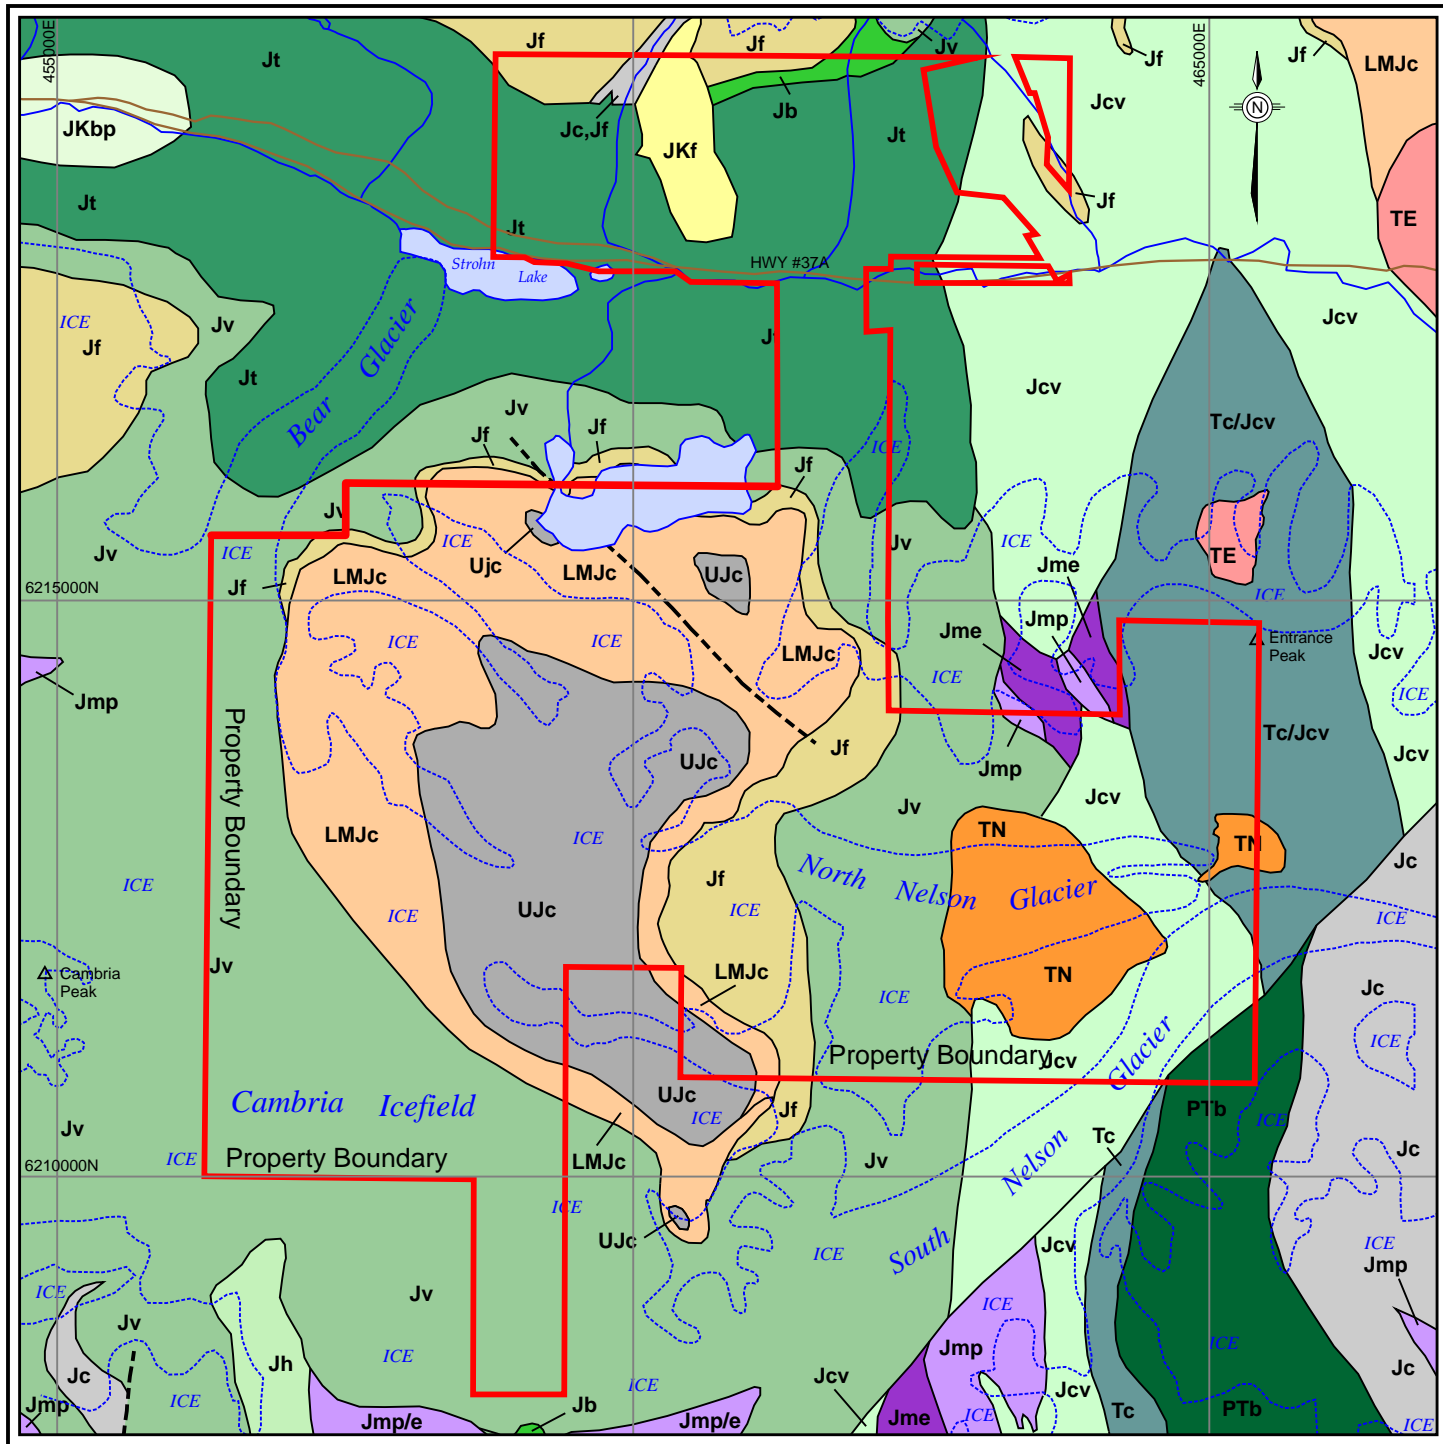 455000E
465000E
Jf
Jf
Jv
Jf
Jf
LMJc
Jt
Jcv
JKbp
Jc,Jf
Jb
Jt
N
JKf
Jt
Jf
TE
Jt
Strohn
Lake
HWY #37A
ICE
Jf
Jv
Glacier
Jcv
Jt
Jt
Jcv
Bear
Jv
Jf
Jf
ICE
Tc/Jcv
Jf
Jv
ICE
ICE
Jv
ICE
Jv
Ujc
LMJc
LMJc
UJc
Jme
TE
6215000N
Jf
ICE
ICE
ICE
Jme
Jmp
LMJc
Entrance
Peak
Jcv
ICE
ICE
Jmp
Property Boundary
Tc/Jcv
UJc
Jf
Jmp
Jcv
Jv
Jcv
LMJc
ICE
TN
TN
Jc
ICE
Jf
North Nelson Glacier
ICE
UJc
ICE
ICE
Jv
Cambria
Peak
LMJc
TN
ICE
Jc
Glacier
ICE
Property Boundary
Jcv
Cambria Icefield
UJc
ICE
Jf
PTb
ICE
Jv
Tc
Nelson
Jc
ICE
Property Boundary
LMJc
Jv
6210000N
ICE
UJc
South
ICE
Jcv
ICE
Jmp
ICE
Jv
ICE
Jv
ICE
Jh
ICE
Jmp
Jc
Jcv
ICE
Jcv
Jc
Jmp
ICE
Jmp/e
Jb
Jmp/e
Jme
ICE
Tc
PTb
ICE